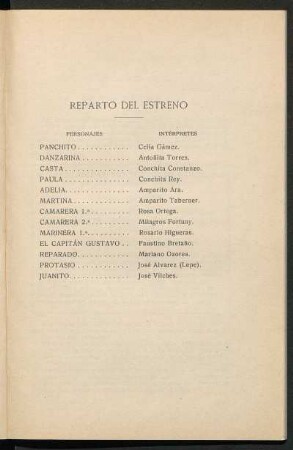 REPARTO DEL ESTRENO
PERSONAJES INTÉRPRETES
PANCHITO . . . . . . . . . . . Celia Gámez.
DANZARINA . . . . . . . . . . Antoñita Torres.
CASTA . . . . . . . . . . . . . Conchita Constanzo.
PAULA . . . . . . . . . . . . . Conchita Rey.
ADELIA. . . . . . . . . . . . . Amparito Ara.
MARTINA . . . . . . . . . . . Amparito Taberner.
CAMARERA 1.ª . . . . . . . . Rosa Ortega.
CAMARERA 2.ª . . . . . . . . Milagros Fortuny.
MARINERA 1.ª. . . . . . . . . Rosario Higueras.
EL CAPITÁN GUSTAVO . . Faustino Bretaño.
REPARADO . . . . . . . . . . Mariano Ozores.
PROTASIO . . . . . . . . . . . José Alvarez (Lepe).
JUANITO . . . . . . . . . . . . José Vilches.